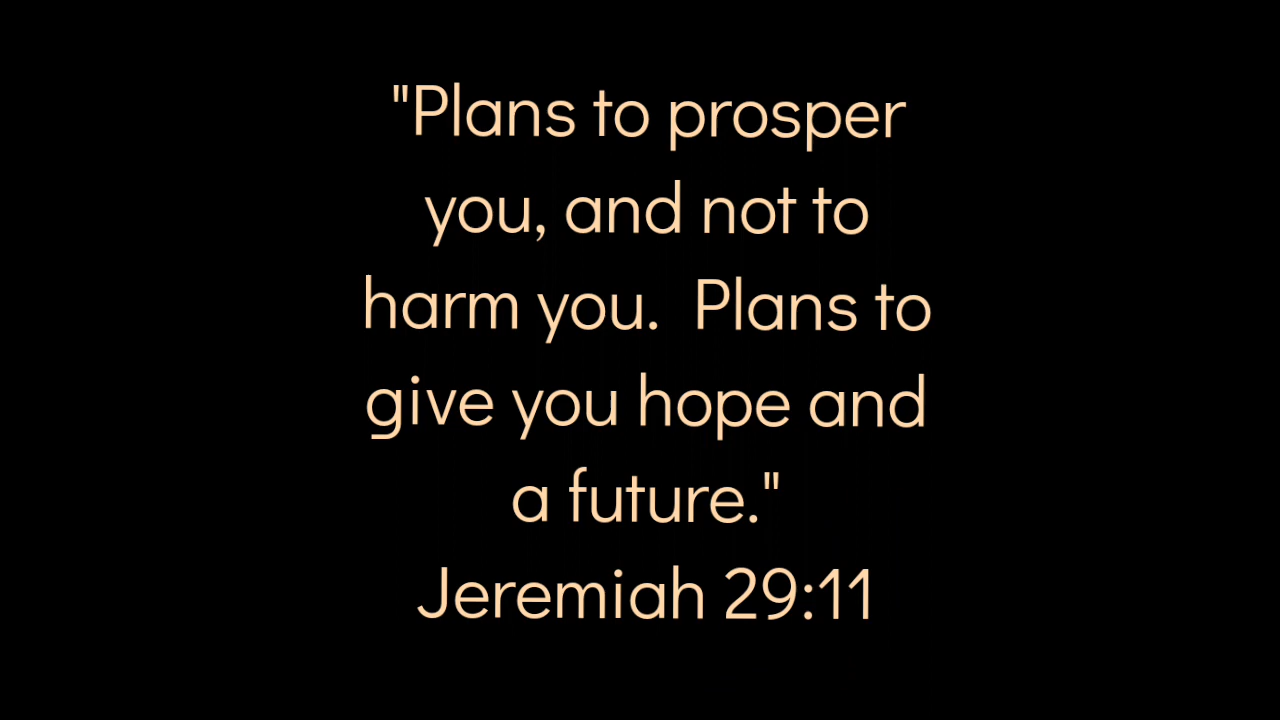 "Plans to prosper
you, and not to
harm you.  Plans to
give you hope and
a future."
Jeremiah 29:11